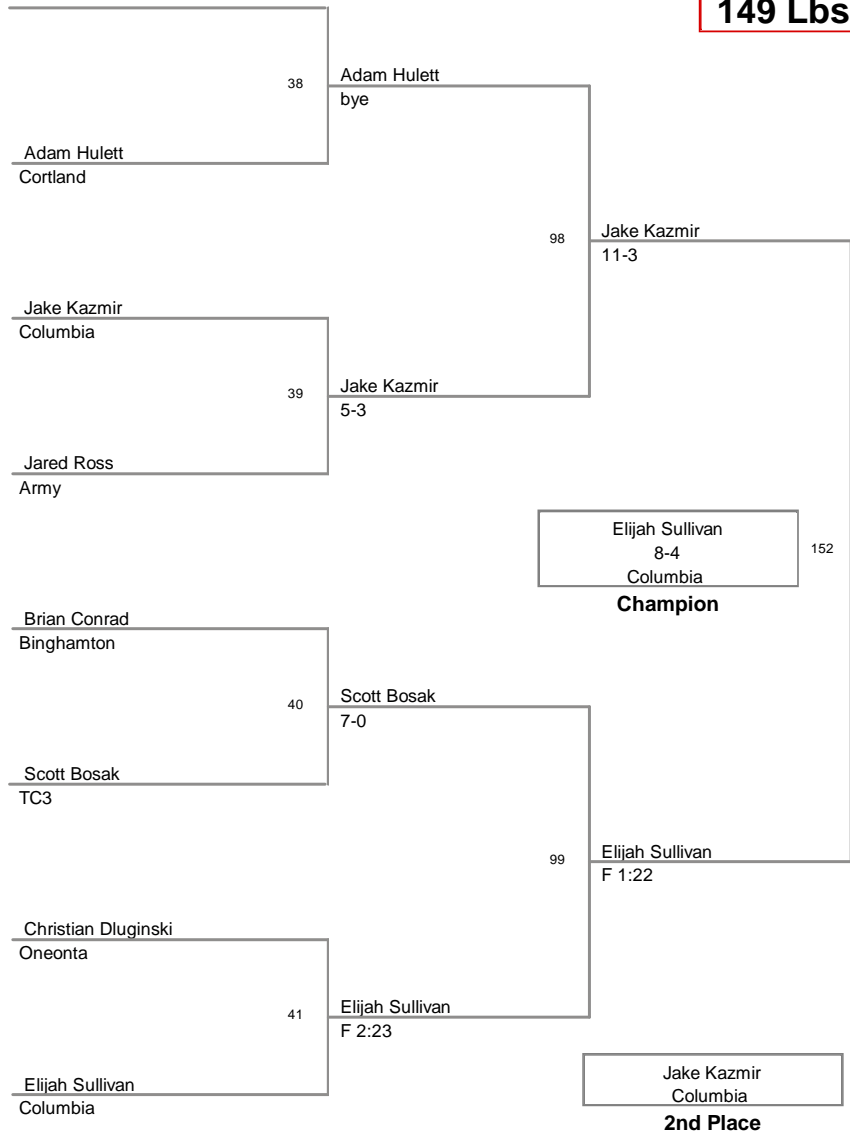 149 Lbs
38
Adam Hulett
bye
Adam Hulett
Cortland
98
Jake Kazmir
11-3
Jake Kazmir
Columbia
39
Jake Kazmir
5-3
Jared Ross
Army
Elijah Sullivan
8-4
Columbia
152
Champion
Brian Conrad
Binghamton
40
Scott Bosak
7-0
Scott Bosak
TC3
99
Elijah Sullivan
F 1:22
Christian Dluginski
Oneonta
41
Elijah Sullivan
F 2:23
Elijah Sullivan
Columbia
Jake Kazmir
Columbia
2nd Place